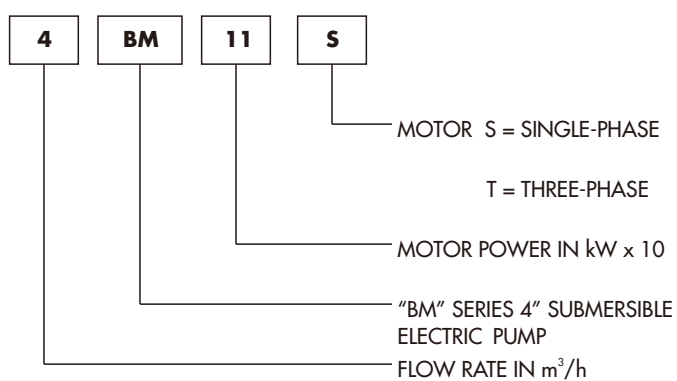 4 BM 11 S
MOTOR S = SINGLE-PHASE
T = THREE-PHASE
MOTOR POWER IN kW x 10
“BM” SERIES 4” SUBMERSIBLE
ELECTRIC PUMP
FLOW RATE IN m³/h